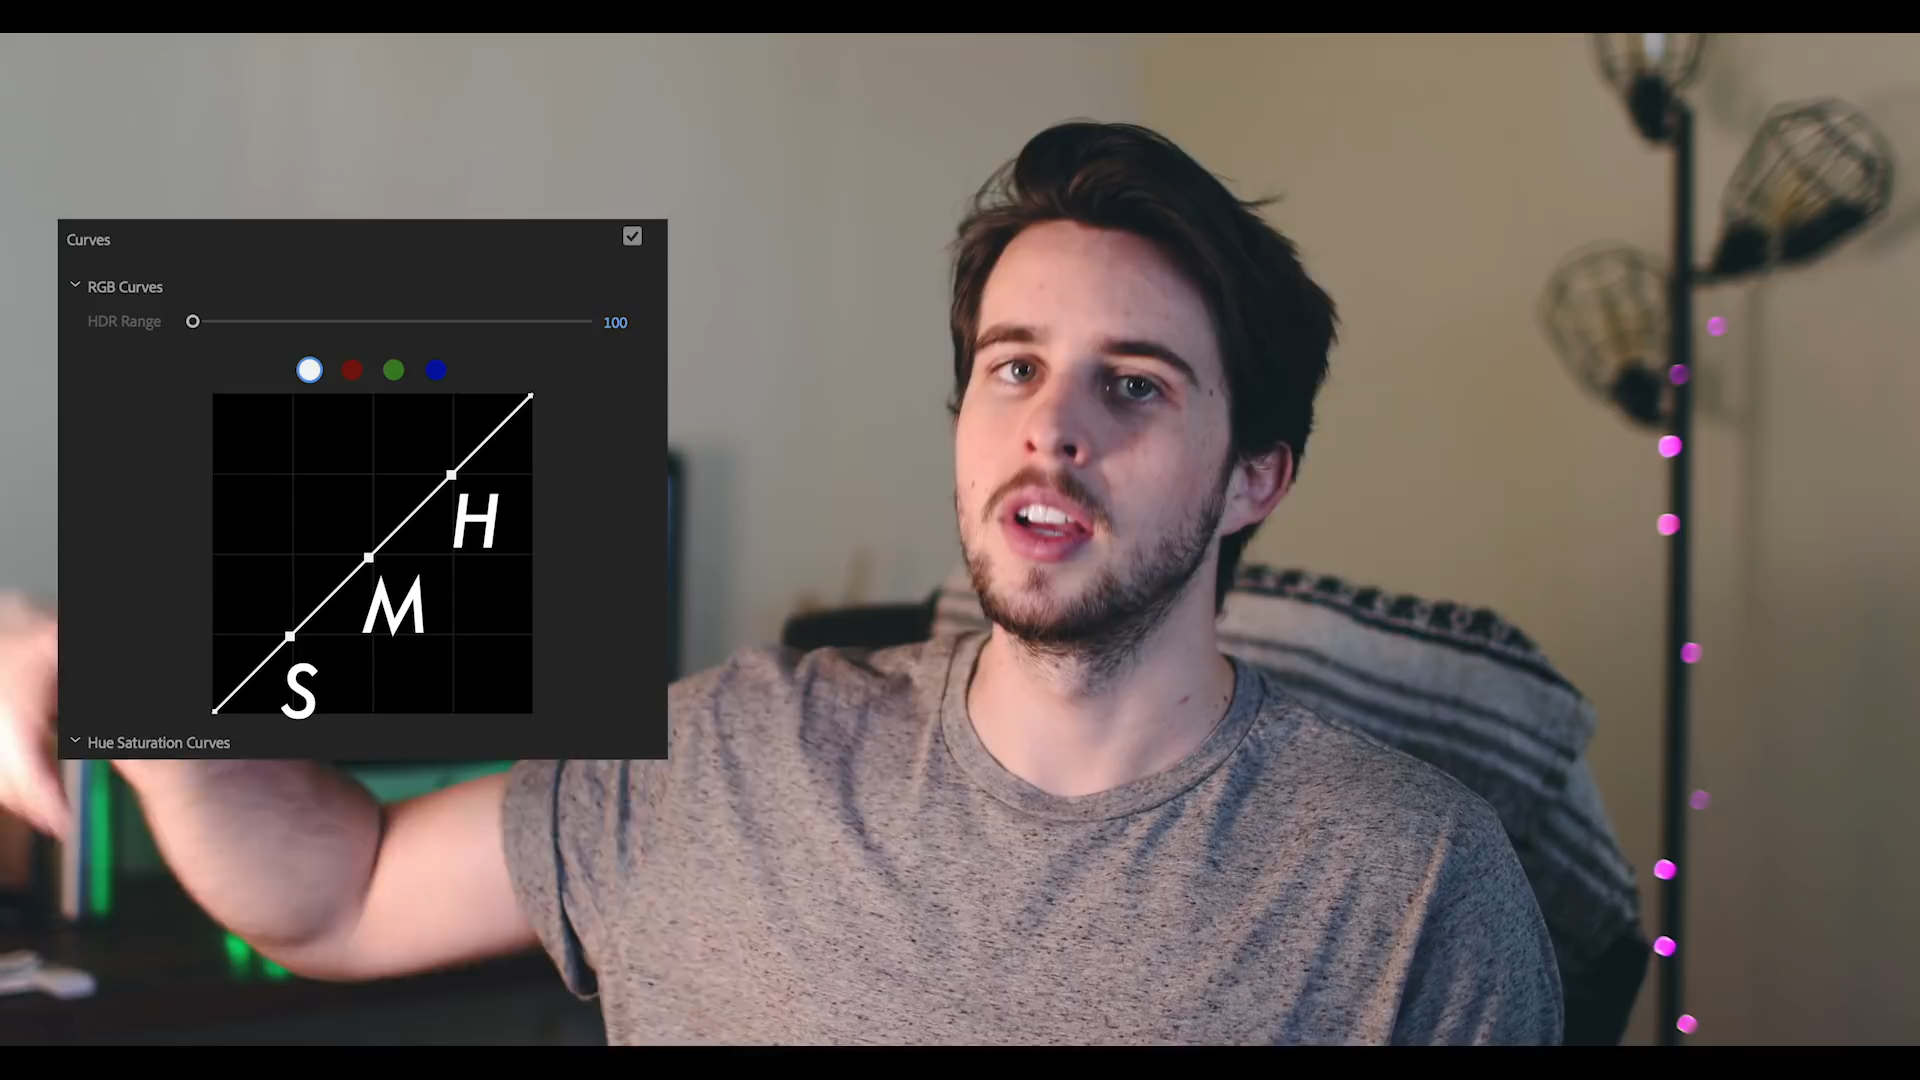 Curves
RGB Curves
HDR Range 100
H
M
S
Hue Saturation Curves